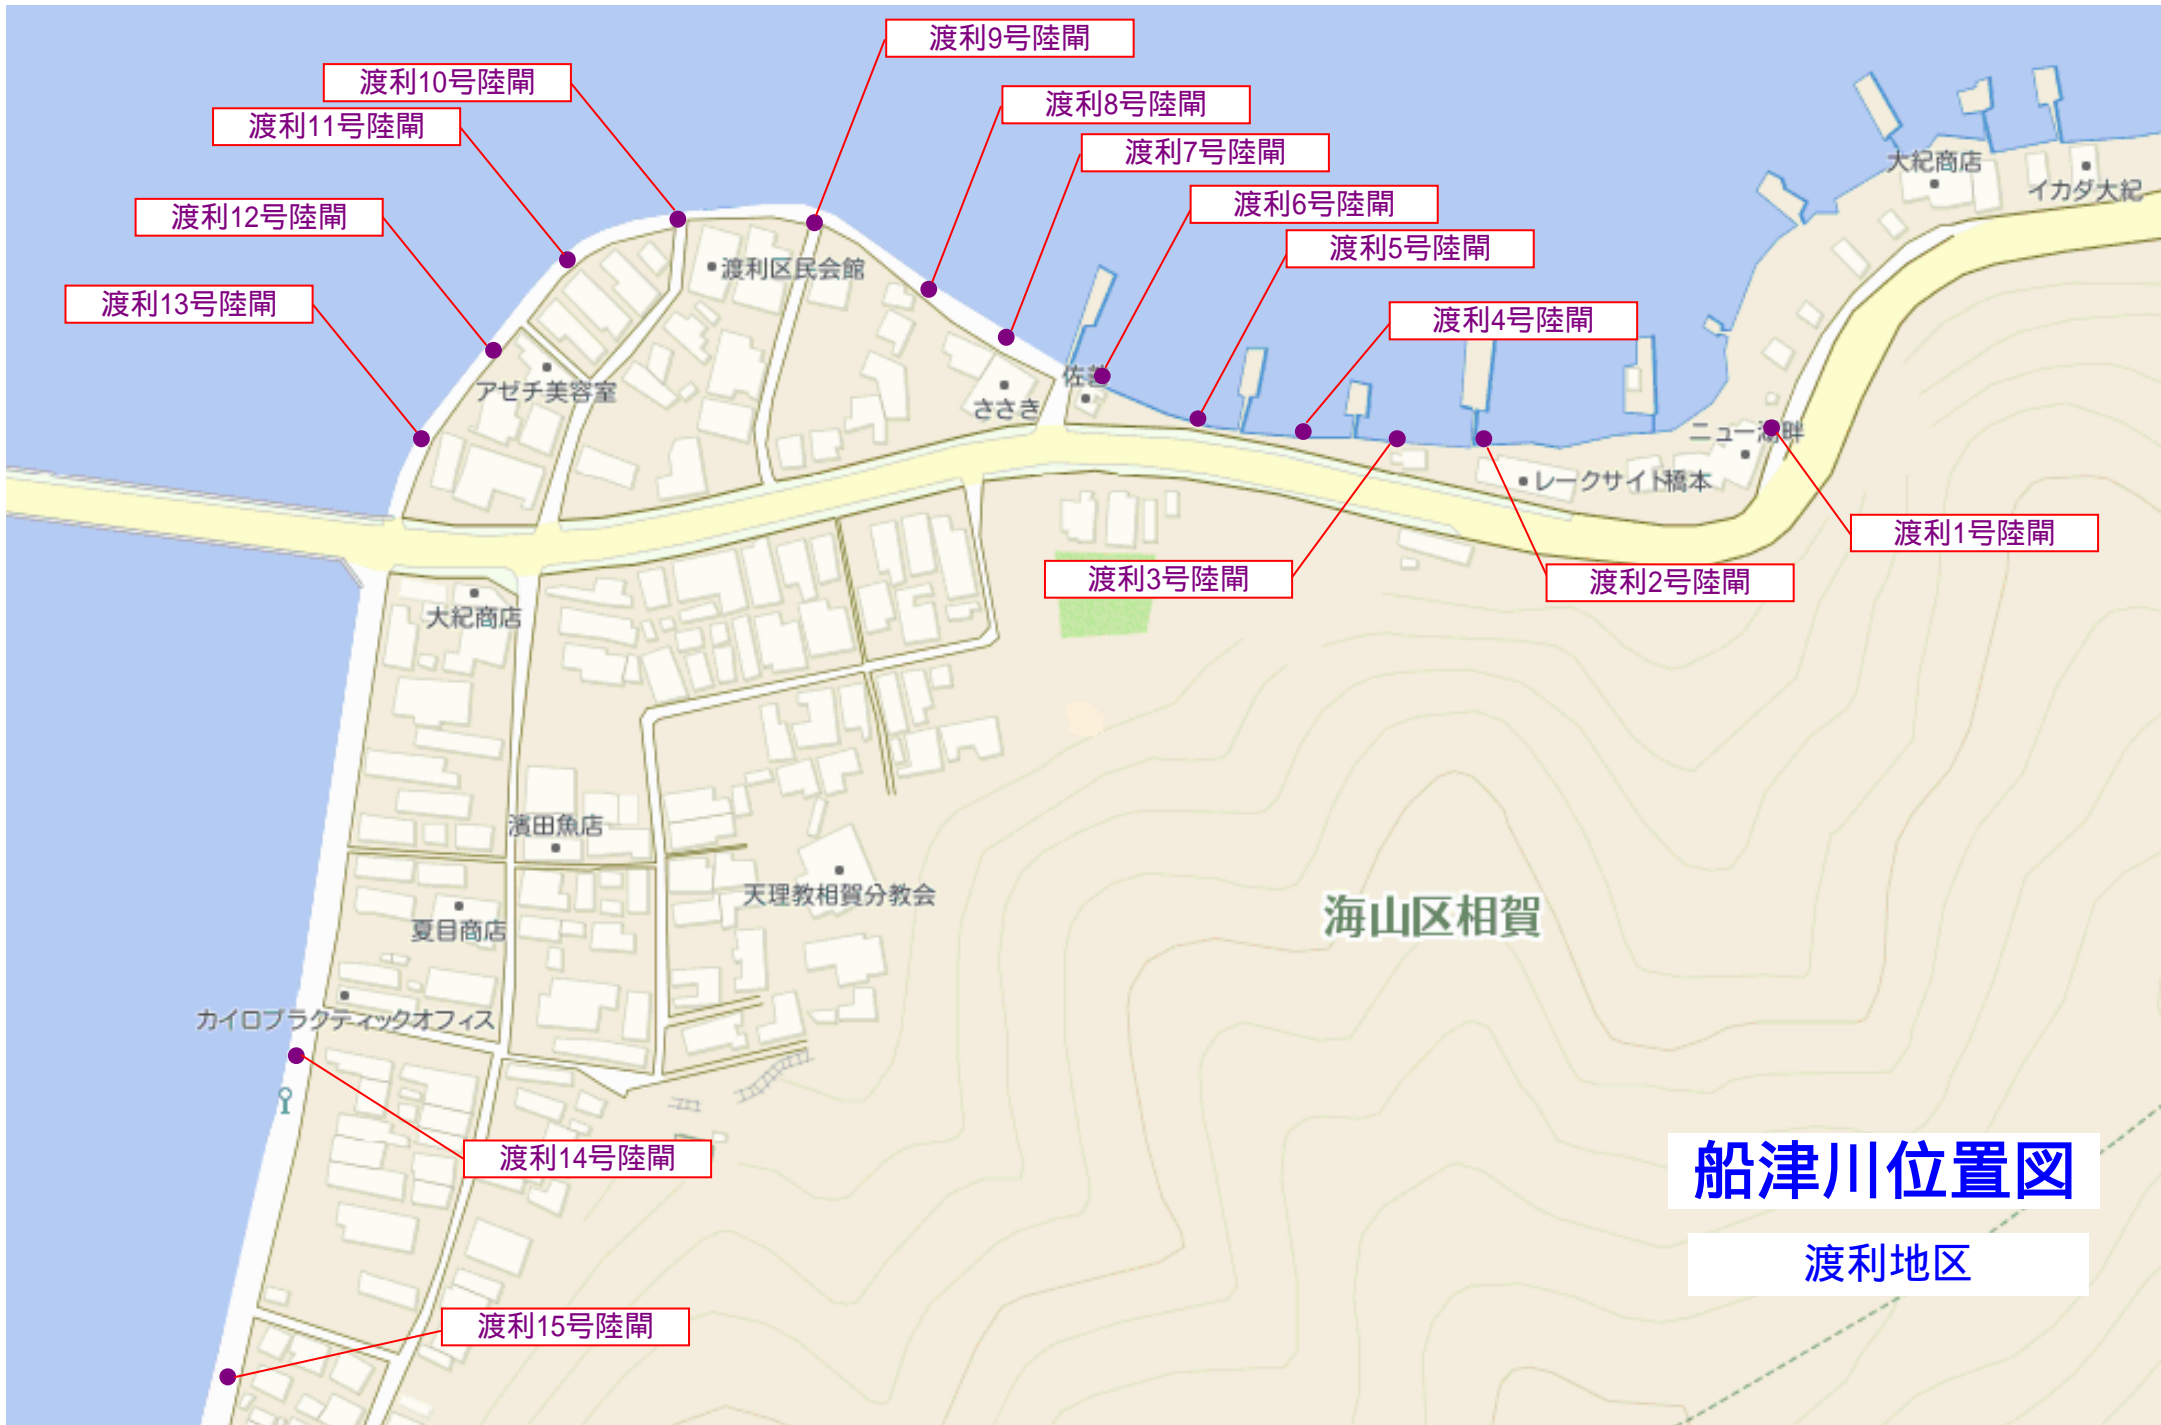 渡利9号陸閘
渡利10号陸閘
渡利8号陸閘
渡利11号陸閘
渡利7号陸閘
大紀商店
イカダ大紀
渡利6号陸閘
渡利12号陸閘
渡利5号陸閘
渡利区民会館
渡利13号陸閘
渡利4号陸閘
アゼチ美容室
ささき
ニュー湖畔
レークサイト橋本
渡利1号陸閘
渡利3号陸閘
渡利2号陸閘
大紀商店
濱田魚店
天理教相賀分教会
海山区相賀
夏目商店
カイロプラクティックオフィス
渡利14号陸閘
船津川位置図
渡利地区
渡利15号陸閘